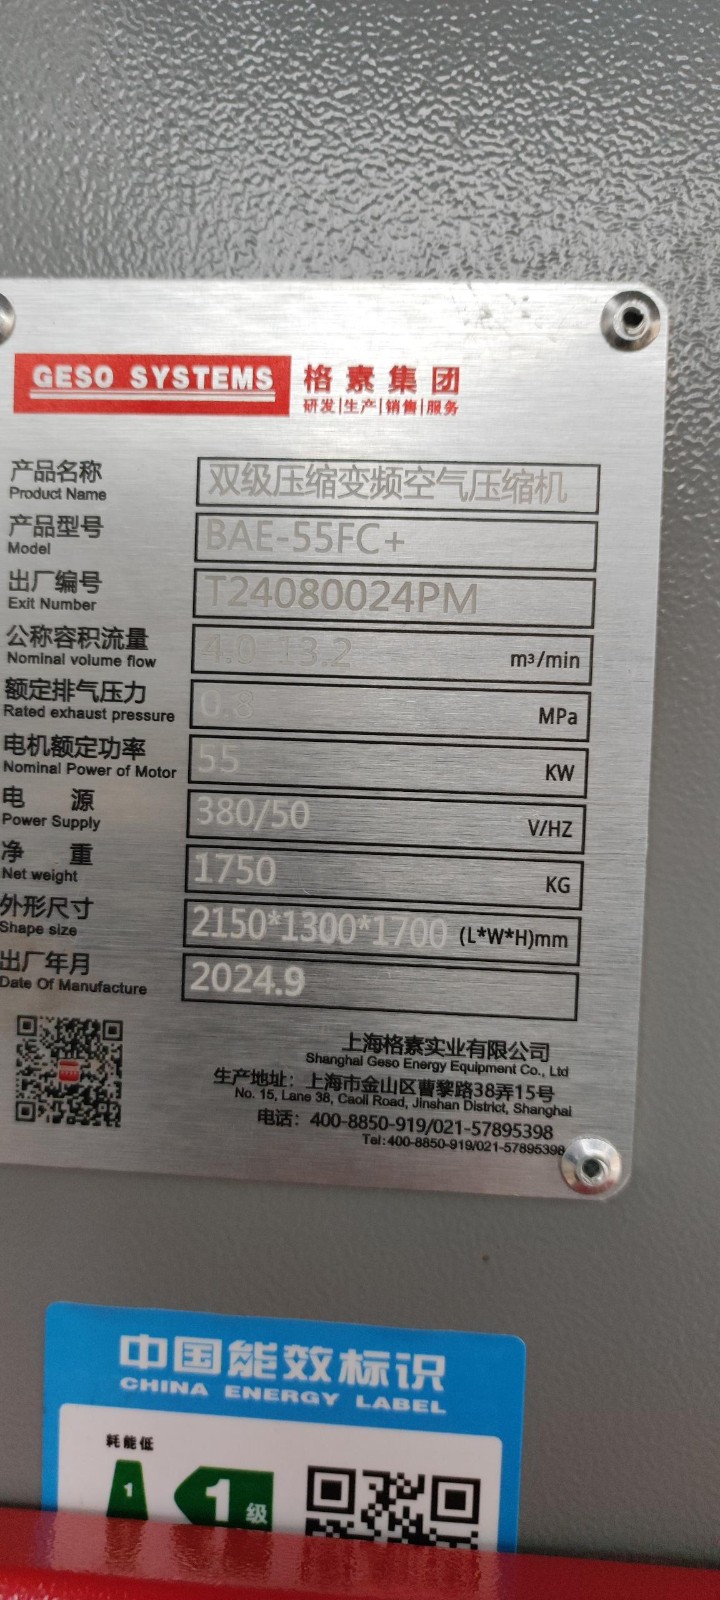 GESO SYSTEMS 格素集团
研发|生产|销售|服务
产品名称 双级压缩变频空气压缩机
Product Name
产品型号 BAE-55FC+
Model
出厂编号 T24080024PM
Exit Number
公称容积流量 4.0 13.2 m³/min
Nominal volume flow
额定排气压力 0.8 MPa
Rated exhaust pressure
电机额定功率 55 KW
Nominal Power of Motor
电 源 380/50 V/HZ
Power Supply
净 重 1750 KG
Net weight
外形尺寸 2150*1300*1700 (L*W*H)mm
Shape size
出厂年月 2024.9
Date Of Manufacture
上海格素实业有限公司
Shanghai Geso Energy Equipment Co., Ltd
生产地址：上海市金山区曹黎路38弄15号
No. 15, Lane 38, Caoli Road, Jinshan District, Shanghai
电话：400-8850-919/021-57895398
Tel:400-8850-919/021-57895398
中国能效标识
CHINA ENERGY LABEL
耗能低
1
1级